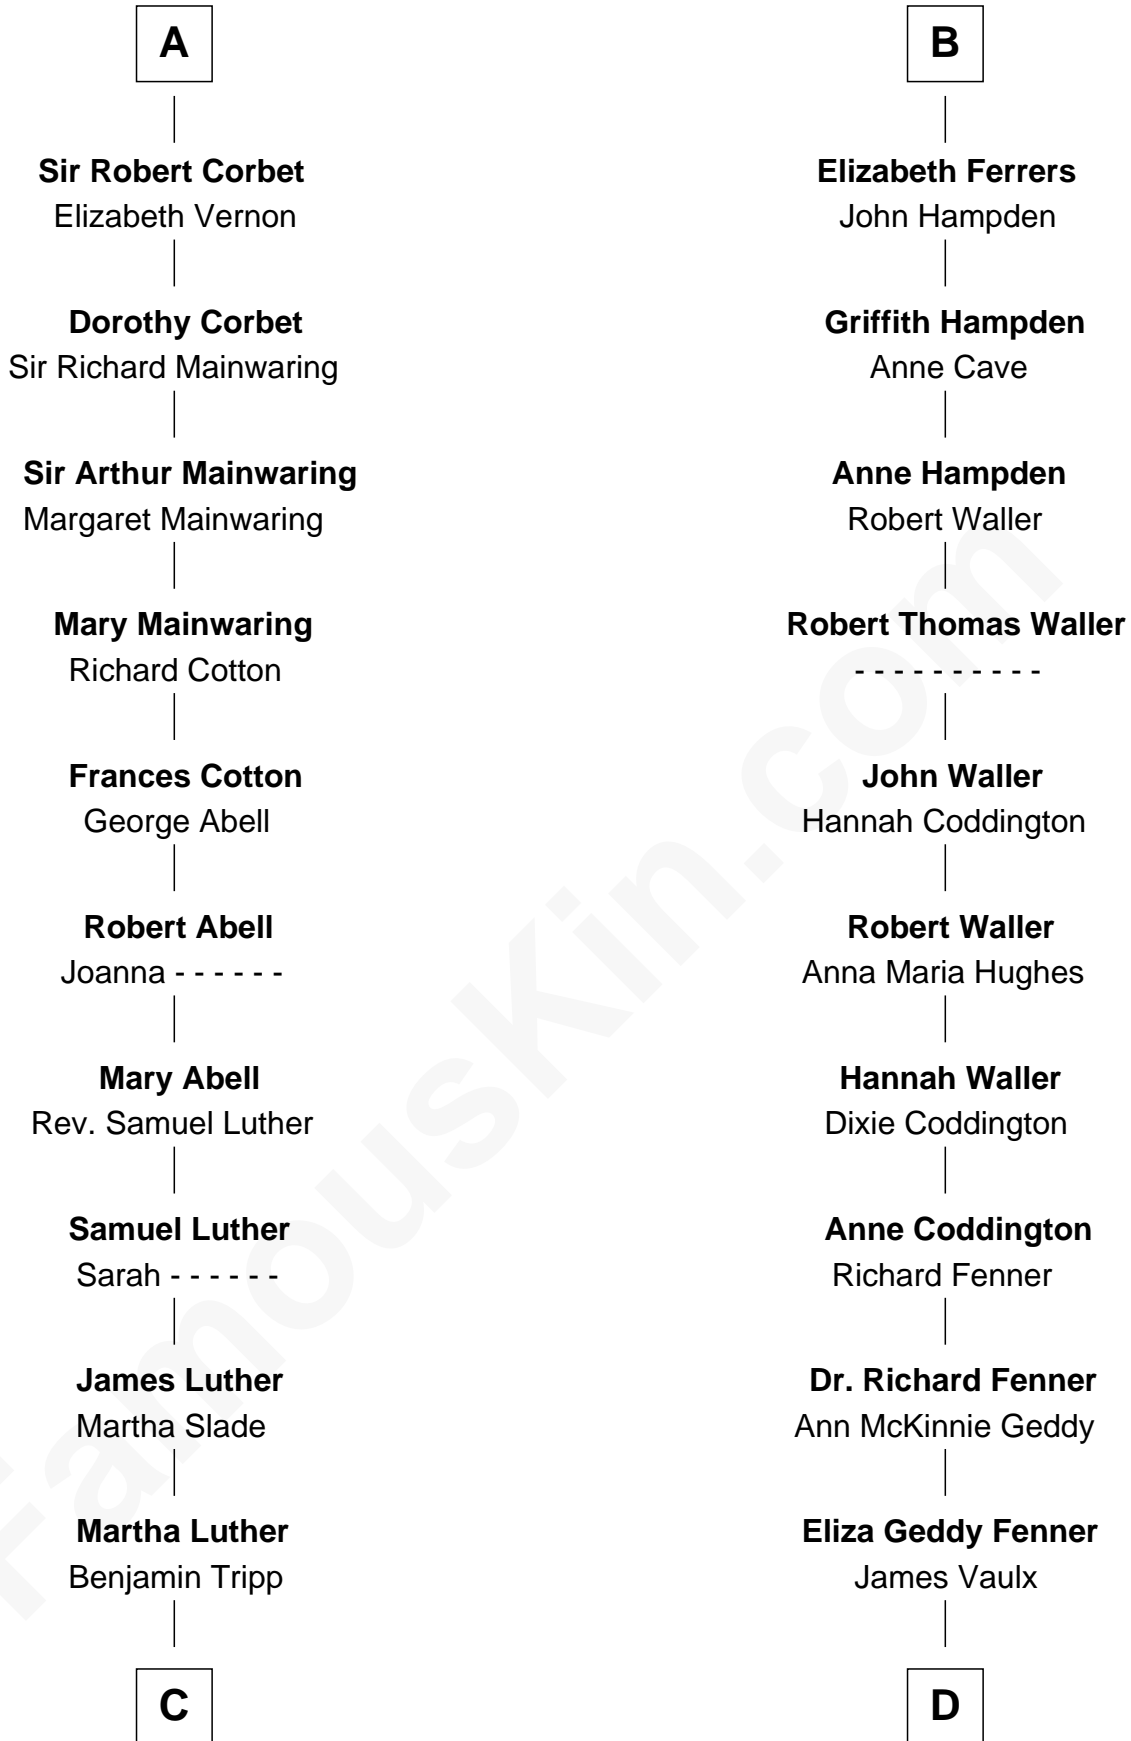 A
Sir Robert Corbet
Elizabeth Vernon
Dorothy Corbet
Sir Richard Mainwaring
Sir Arthur Mainwaring
Margaret Mainwaring
Mary Mainwaring
Richard Cotton
Frances Cotton
George Abell
Robert Abell
Joanna - - - - - -
Mary Abell
Rev. Samuel Luther
Samuel Luther
Sarah - - - - - -
James Luther
Martha Slade
Martha Luther
Benjamin Tripp
C
B
Elizabeth Ferrers
John Hampden
Griffith Hampden
Anne Cave
Anne Hampden
Robert Waller
Robert Thomas Waller
- - - - - - - - - -
John Waller
Hannah Coddington
Robert Waller
Anna Maria Hughes
Hannah Waller
Dixie Coddington
Anne Coddington
Richard Fenner
Dr. Richard Fenner
Ann McKinnie Geddy
Eliza Geddy Fenner
James Vaulx
D
FamousKin.com